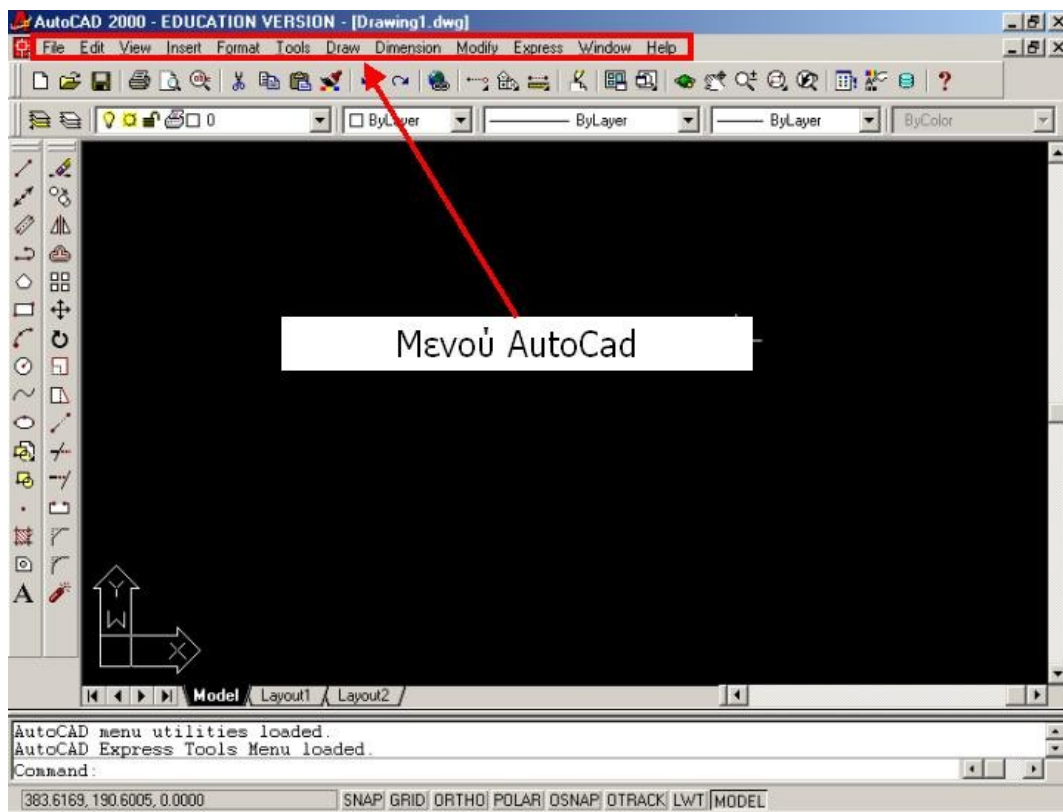 AutoCAD 2000 - EDUCATION VERSION - [Drawing1.dwg]
File Edit View Insert Format Tools Draw Dimension Modify Express Window Help
0 ByLayer ByLayer ByLayer ByColor
Μενού AutoCad
A
Y
W
X
Model Layout1 Layout2
AutoCAD menu utilities loaded.
AutoCAD Express Tools Menu loaded.
Command:
383.6169, 190.6005, 0.0000 SNAP GRID ORTHO POLAR OSNAP OTRACK LWT MODEL